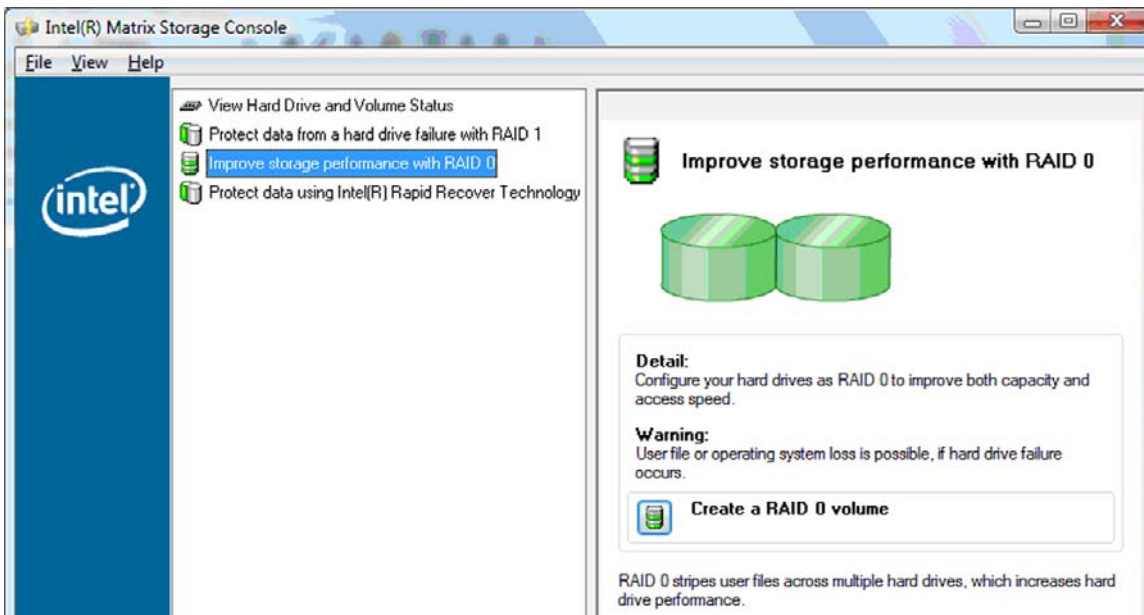 Intel(R) Matrix Storage Console
File View Help
intel
View Hard Drive and Volume Status
Protect data from a hard drive failure with RAID 1
Improve storage performance with RAID 0
Protect data using Intel(R) Rapid Recover Technology
Improve storage performance with RAID 0
Detail:
Configure your hard drives as RAID 0 to improve both capacity and
access speed.
Warning:
User file or operating system loss is possible, if hard drive failure
occurs.
Create a RAID 0 volume
RAID 0 stripes user files across multiple hard drives, which increases hard
drive performance.